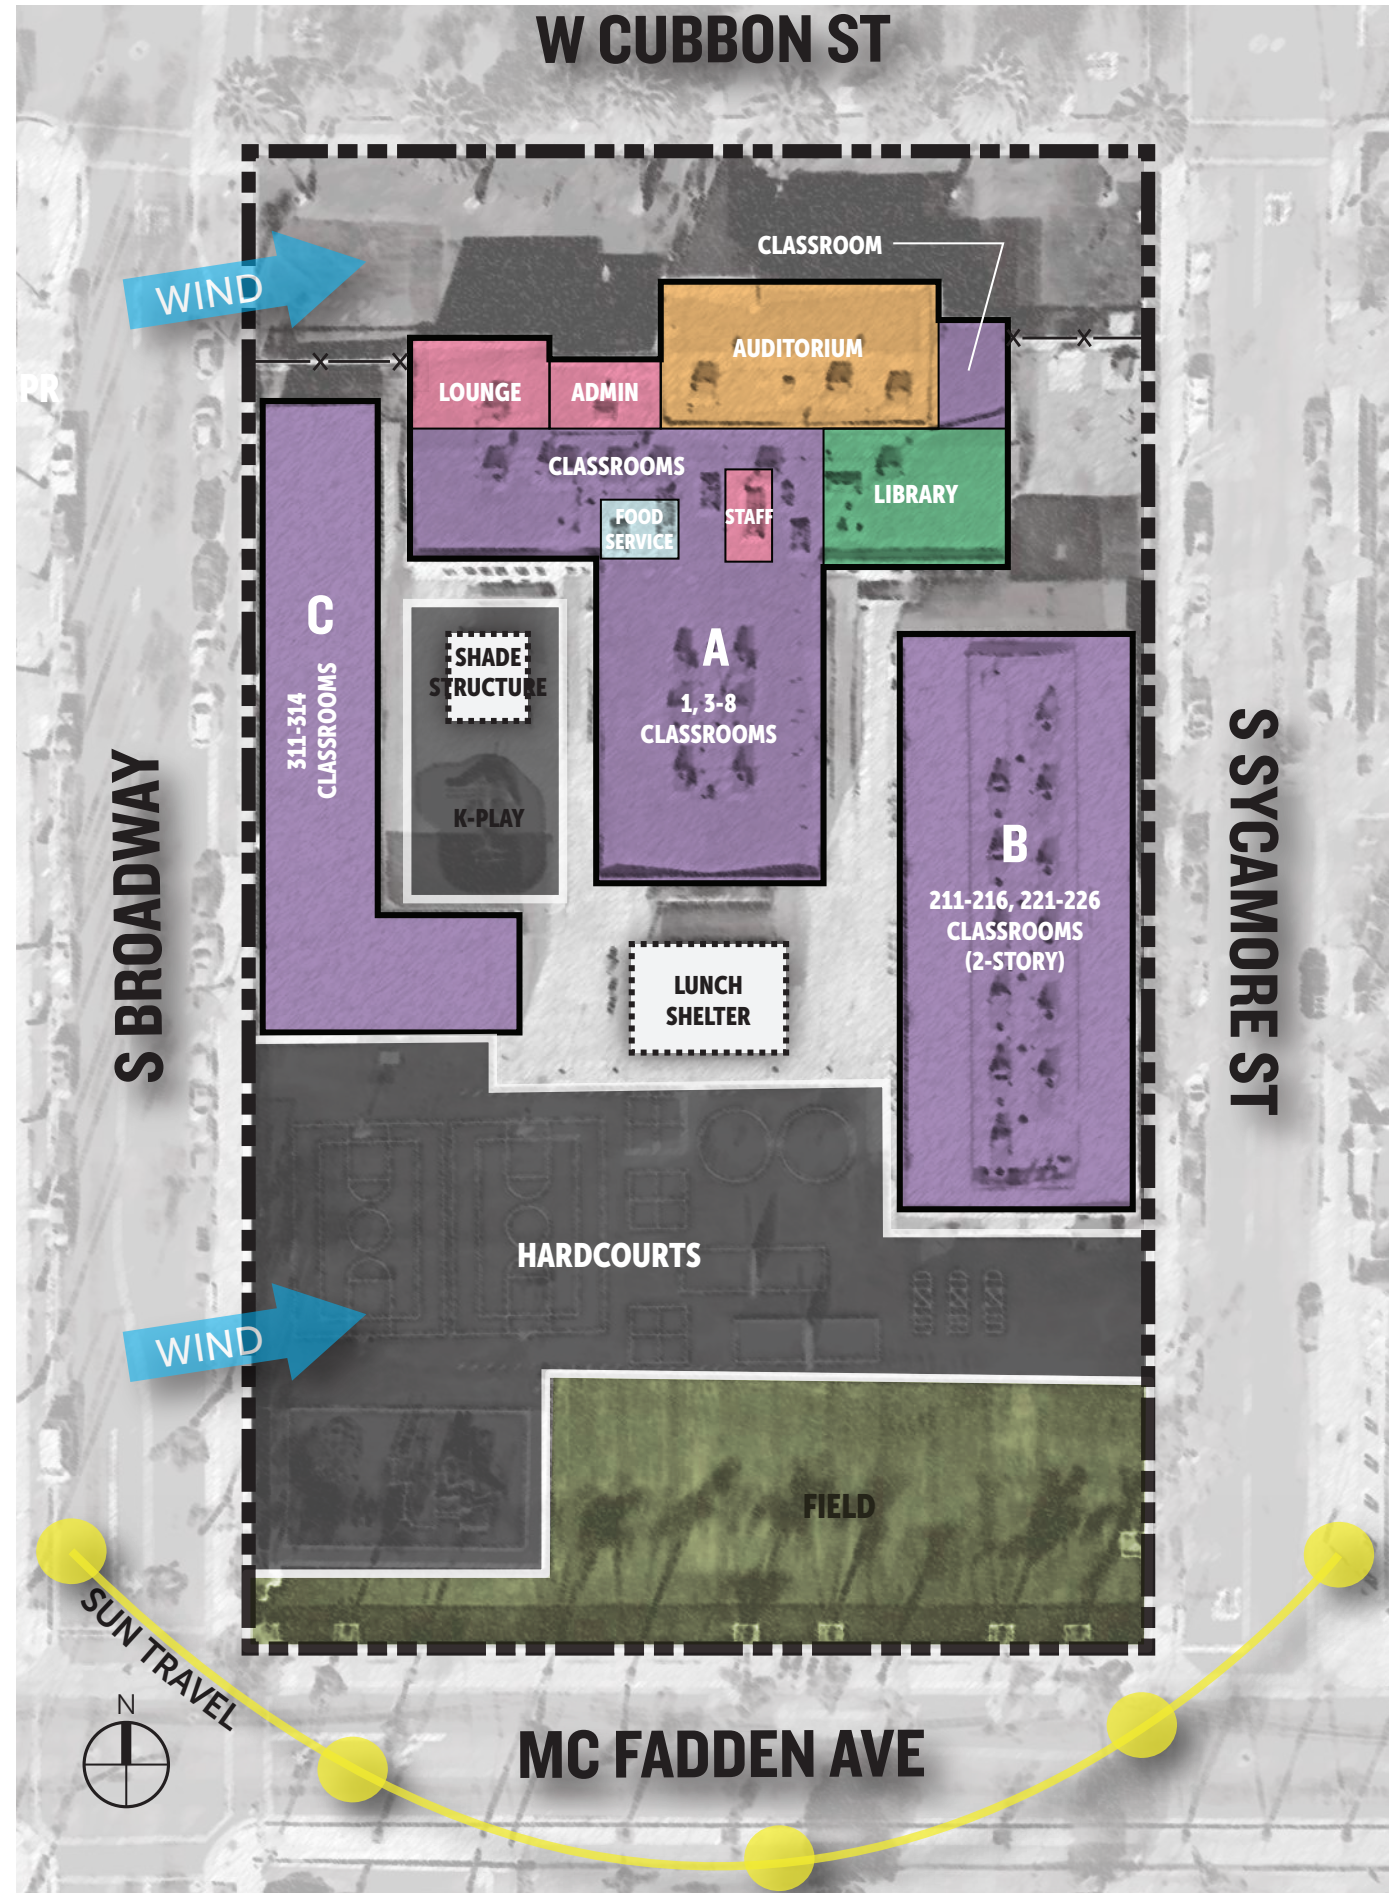 W CUBBON ST
WIND
CLASSROOM
AUDITORIUM
LOUNGE
ADMIN
PR
CLASSROOMS
LIBRARY
FOOD
SERVICE
STAFF
C
311-314
CLASSROOMS
SHADE
STRUCTURE
K-PLAY
A
1, 3-8
CLASSROOMS
B
211-216, 221-226
CLASSROOMS
(2-STORY)
S BROADWAY
S SYCAMORE ST
LUNCH
SHELTER
HARDCOURTS
WIND
FIELD
SUN TRAVEL
N
MC FADDEN AVE